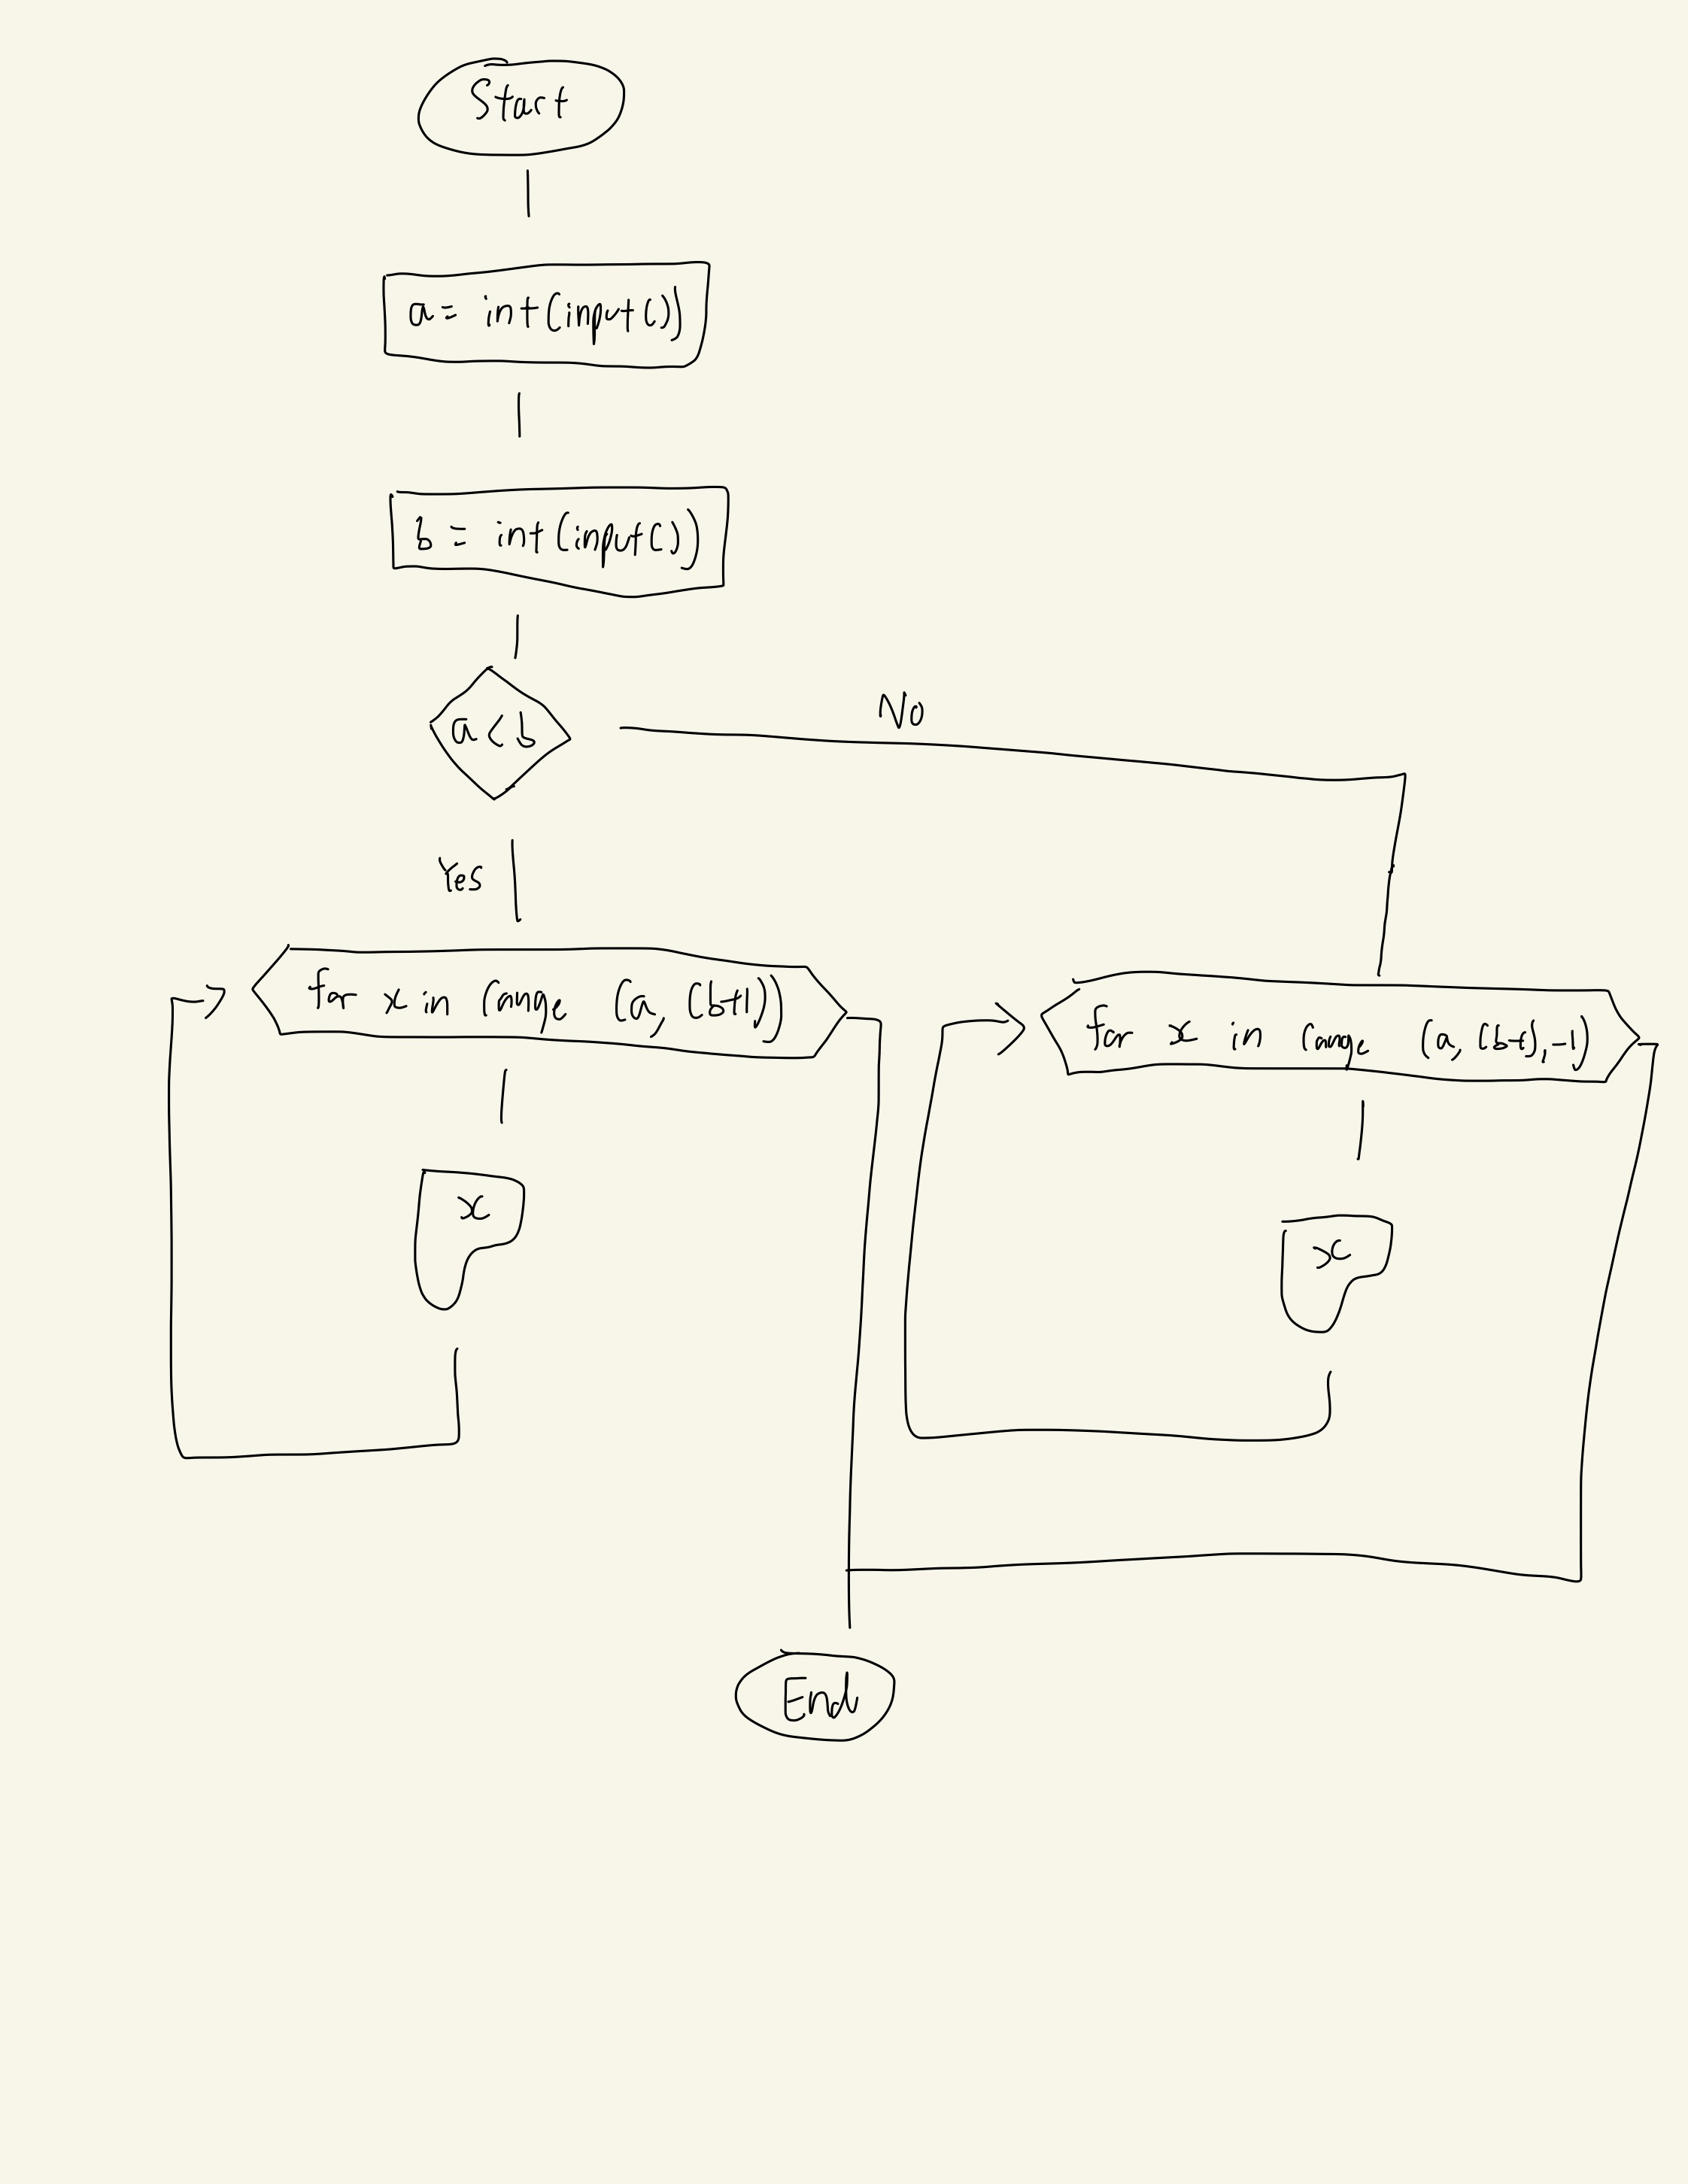 Start
a = int(input())
b = int(input())
a < b
No
Yes
for x in range (a, (b+1))
for x in range (a, (b-1), -1)
x
x
End